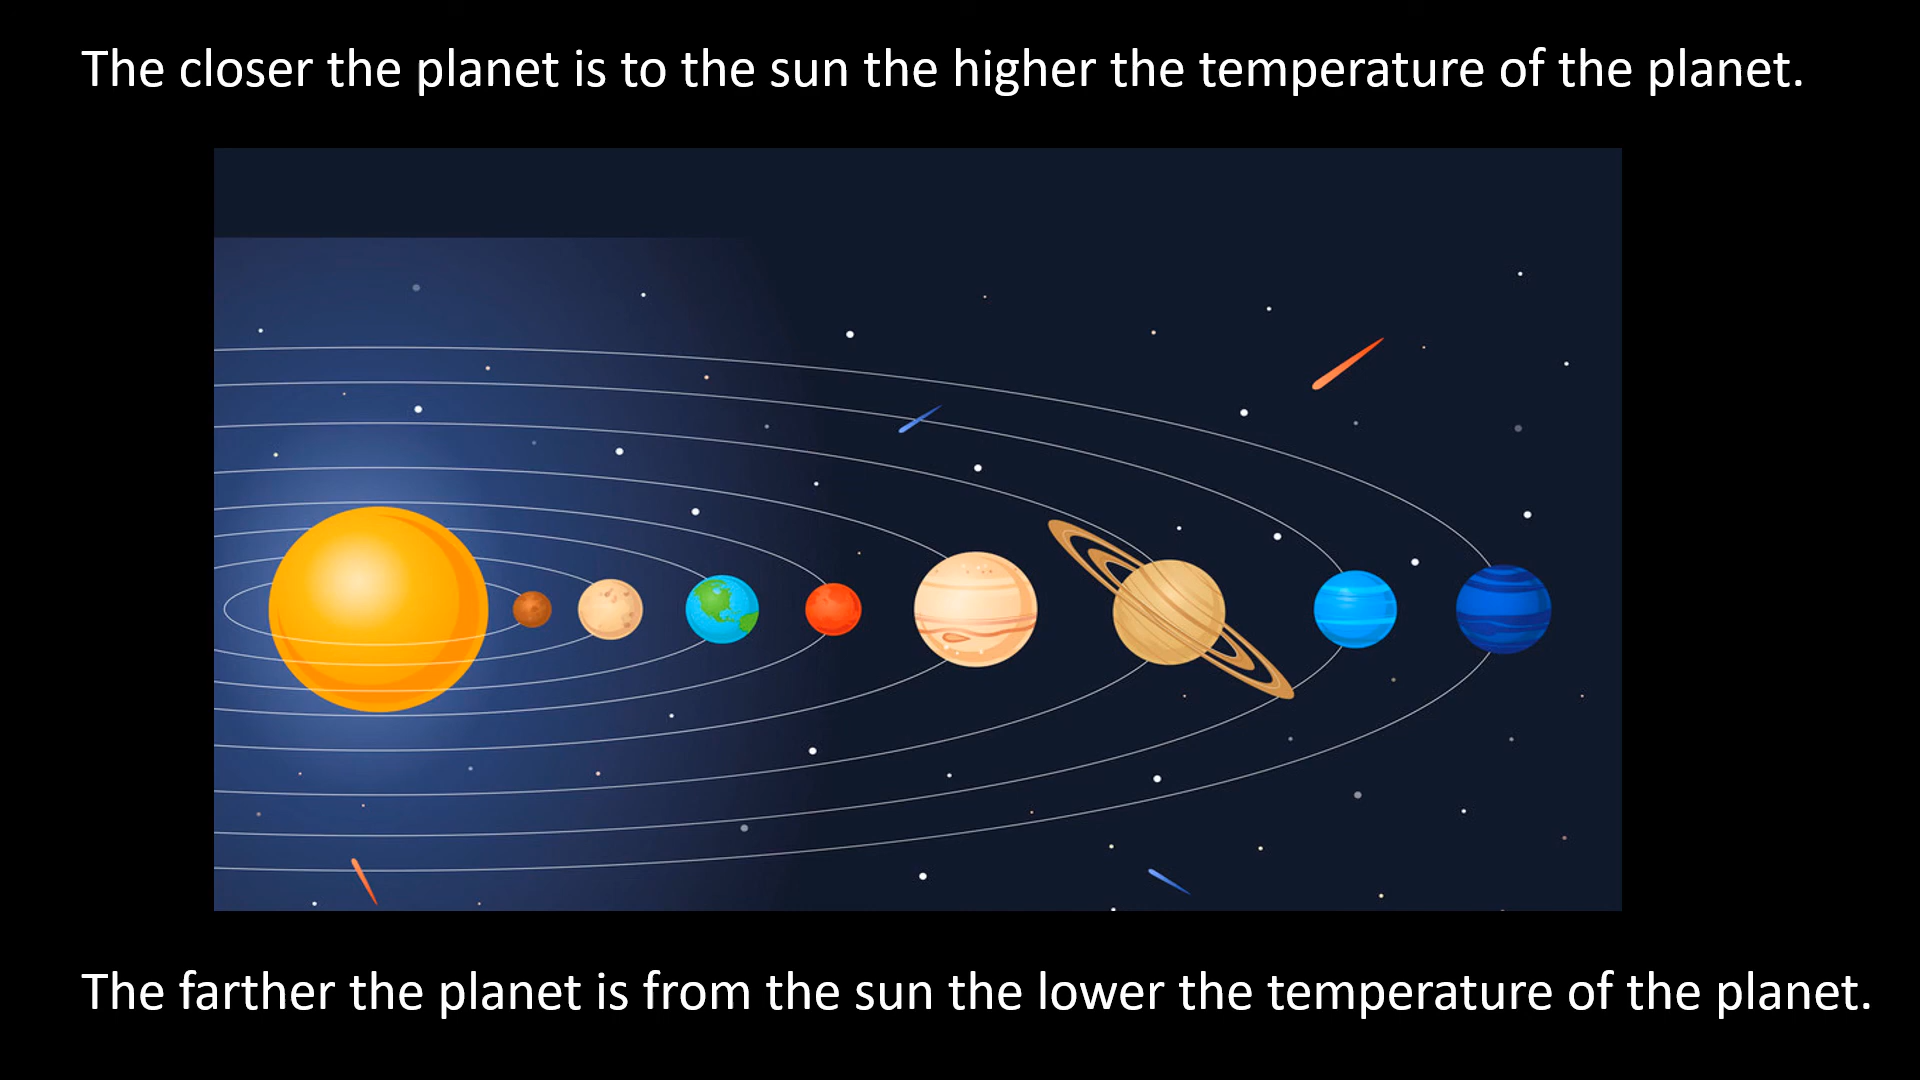 The closer the planet is to the sun the higher the temperature of the planet.
The farther the planet is from the sun the lower the temperature of the planet.